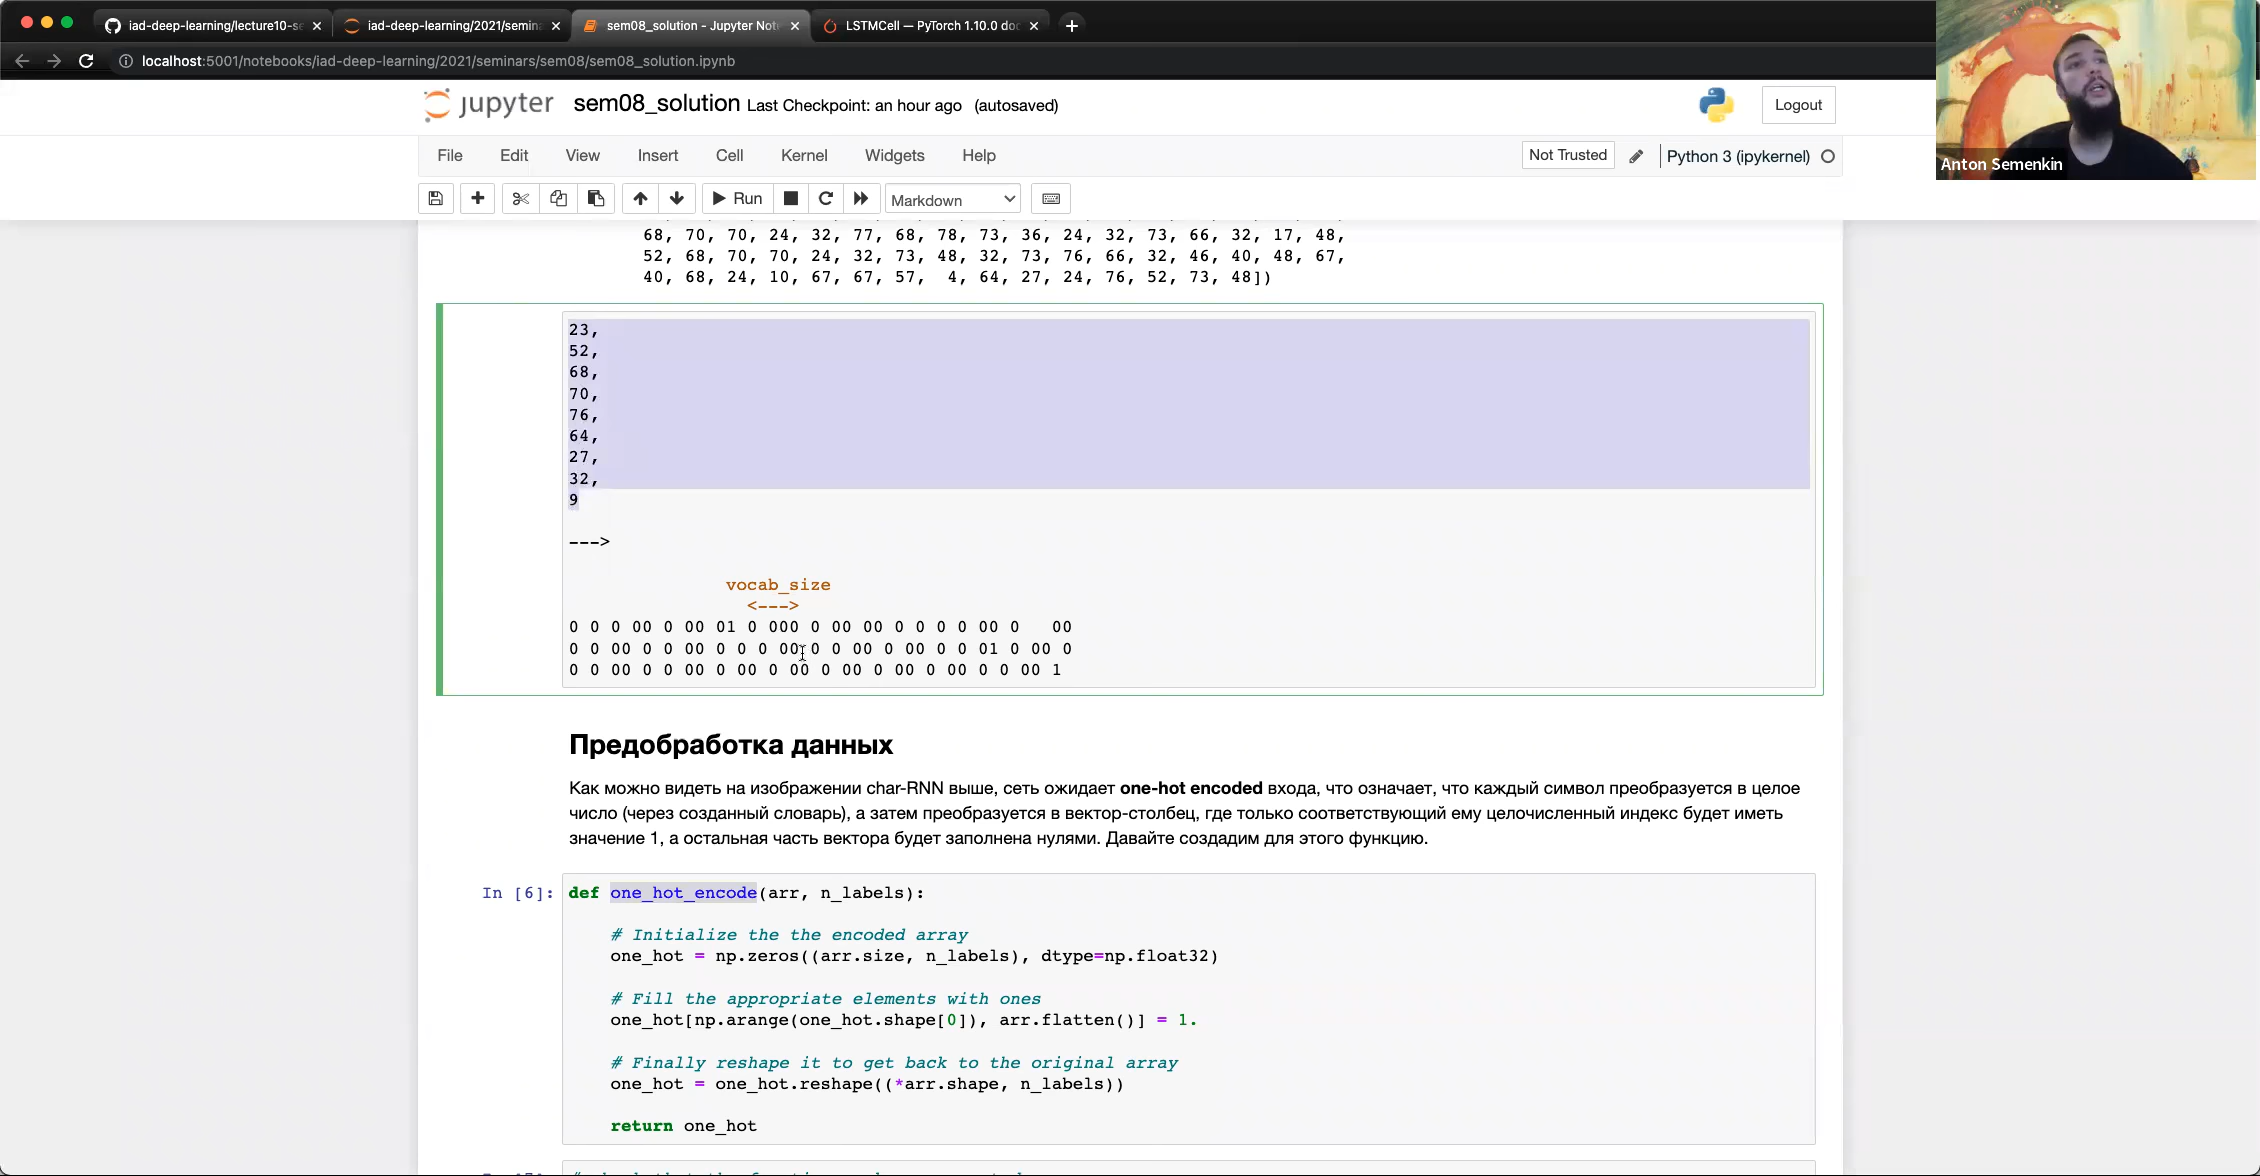 iad-deep-learning/lecture10-se
iad-deep-learning/2021/semina
sem08_solution - Jupyter Note
LSTMCell — PyTorch 1.10.0 doc
localhost:5001/notebooks/iad-deep-learning/2021/seminars/sem08/sem08_solution.ipynb
jupyter sem08_solution Last Checkpoint: an hour ago (autosaved)
Logout
Anton Semenkin
File Edit View Insert Cell Kernel Widgets Help
Not Trusted
Python 3 (ipykernel)
Run
Markdown
68, 70, 70, 24, 32, 77, 68, 78, 73, 36, 24, 32, 73, 66, 32, 17, 48,
52, 68, 70, 70, 24, 32, 73, 48, 32, 73, 76, 66, 32, 46, 40, 48, 67,
40, 68, 24, 10, 67, 67, 57, 4, 64, 27, 24, 76, 52, 73, 48])
23,
52,
68,
70,
76,
64,
27,
32,
9
--->
vocab_size
<--->
0 0 0 00 0 00 01 0 000 0 00 00 0 0 0 0 00 0 00
0 0 00 0 0 00 0 0 0 00 0 0 00 0 00 0 0 01 0 00 0
0 0 00 0 0 00 0 00 0 00 0 00 0 00 0 00 0 0 00 1
Предобработка данных
Как можно видеть на изображении char-RNN выше, сеть ожидает one-hot encoded входа, что означает, что каждый символ преобразуется в целое
число (через созданный словарь), а затем преобразуется в вектор-столбец, где только соответствующий ему целочисленный индекс будет иметь
значение 1, а остальная часть вектора будет заполнена нулями. Давайте создадим для этого функцию.
In [6]:
def one_hot_encode(arr, n_labels):
# Initialize the the encoded array
one_hot = np.zeros((arr.size, n_labels), dtype=np.float32)
# Fill the appropriate elements with ones
one_hot[np.arange(one_hot.shape[0]), arr.flatten()] = 1.
# Finally reshape it to get back to the original array
one_hot = one_hot.reshape((*arr.shape, n_labels))
return one_hot